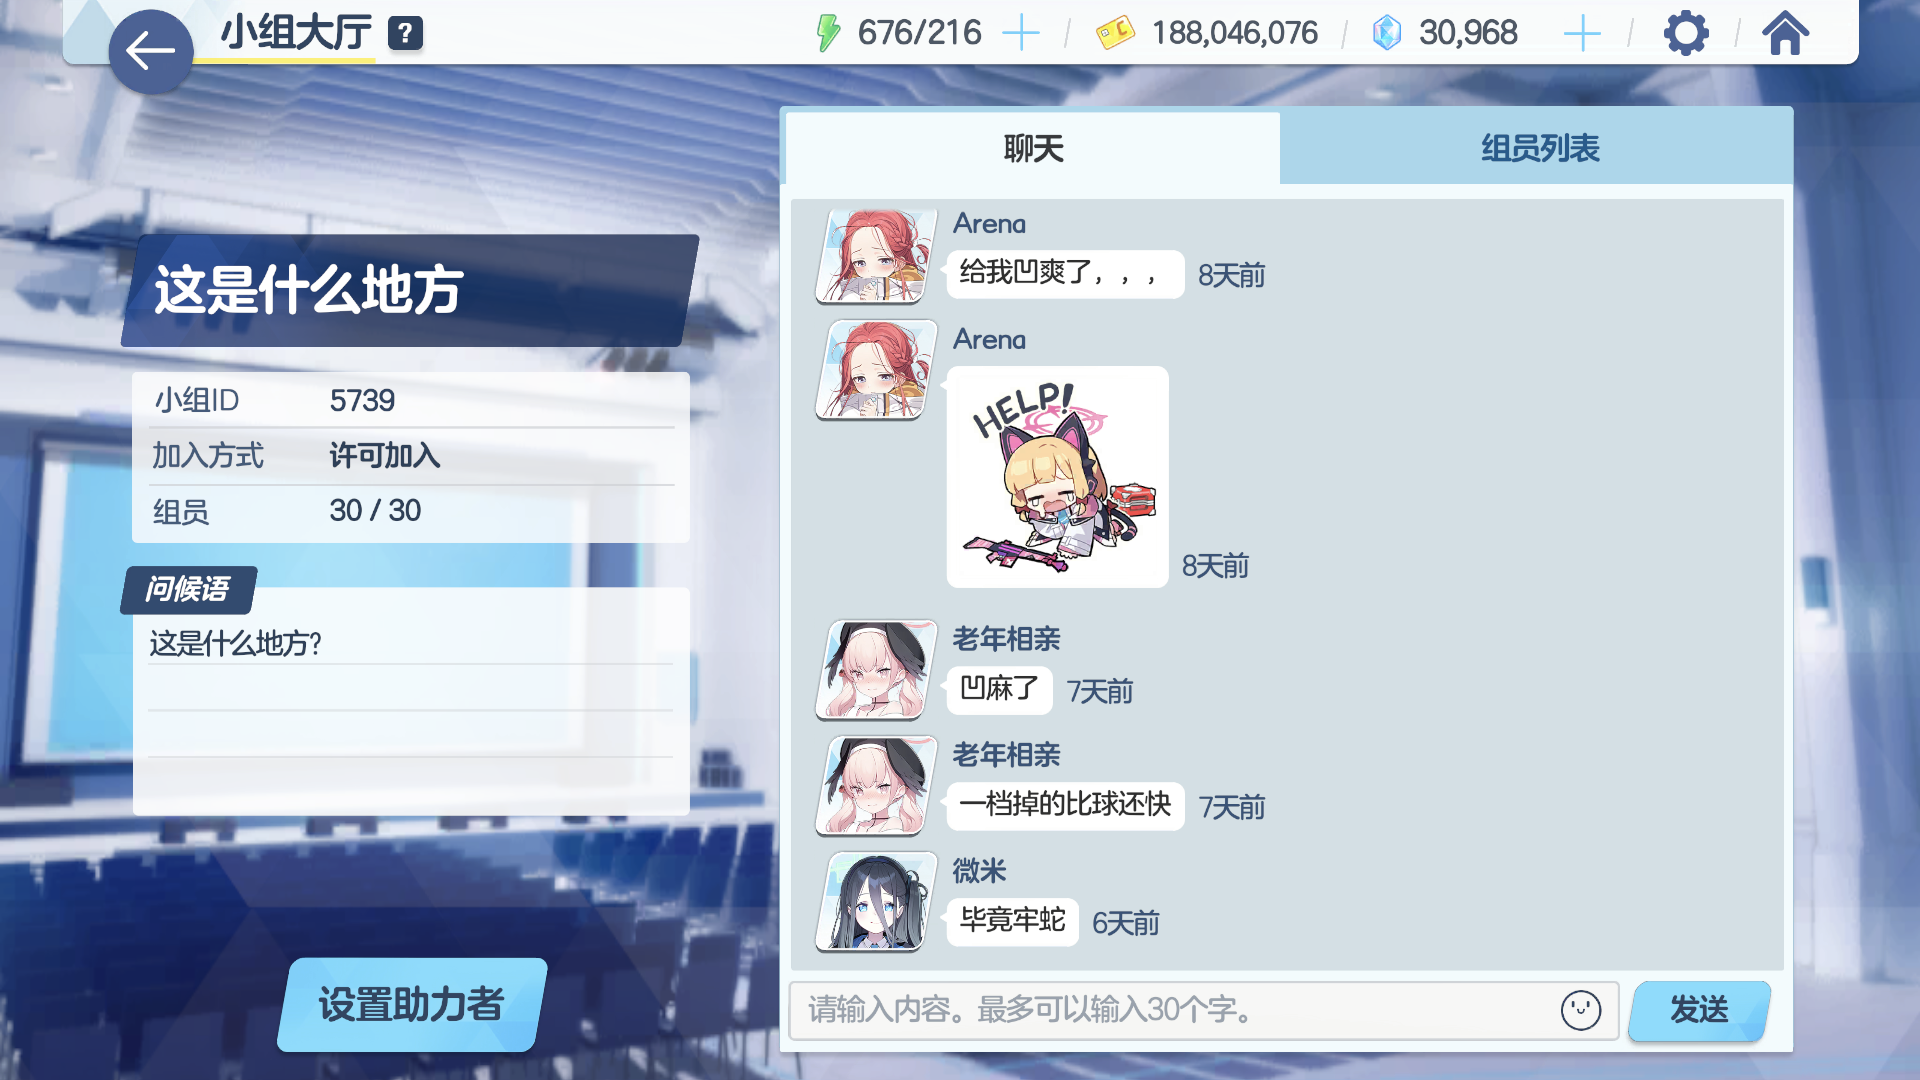 小组大厅 ?
676/216
188,046,076
30,968
这是什么地方
小组ID 5739
加入方式 许可加入
组员 30 / 30
问候语
这是什么地方?
设置助力者
聊天
组员列表
Arena
给我凹爽了，，， 8天前
Arena
HELP!
8天前
老年相亲
凹麻了 7天前
老年相亲
一档掉的比球还快 7天前
微米
毕竟牢蛇 6天前
请输入内容。最多可以输入30个字。
发送